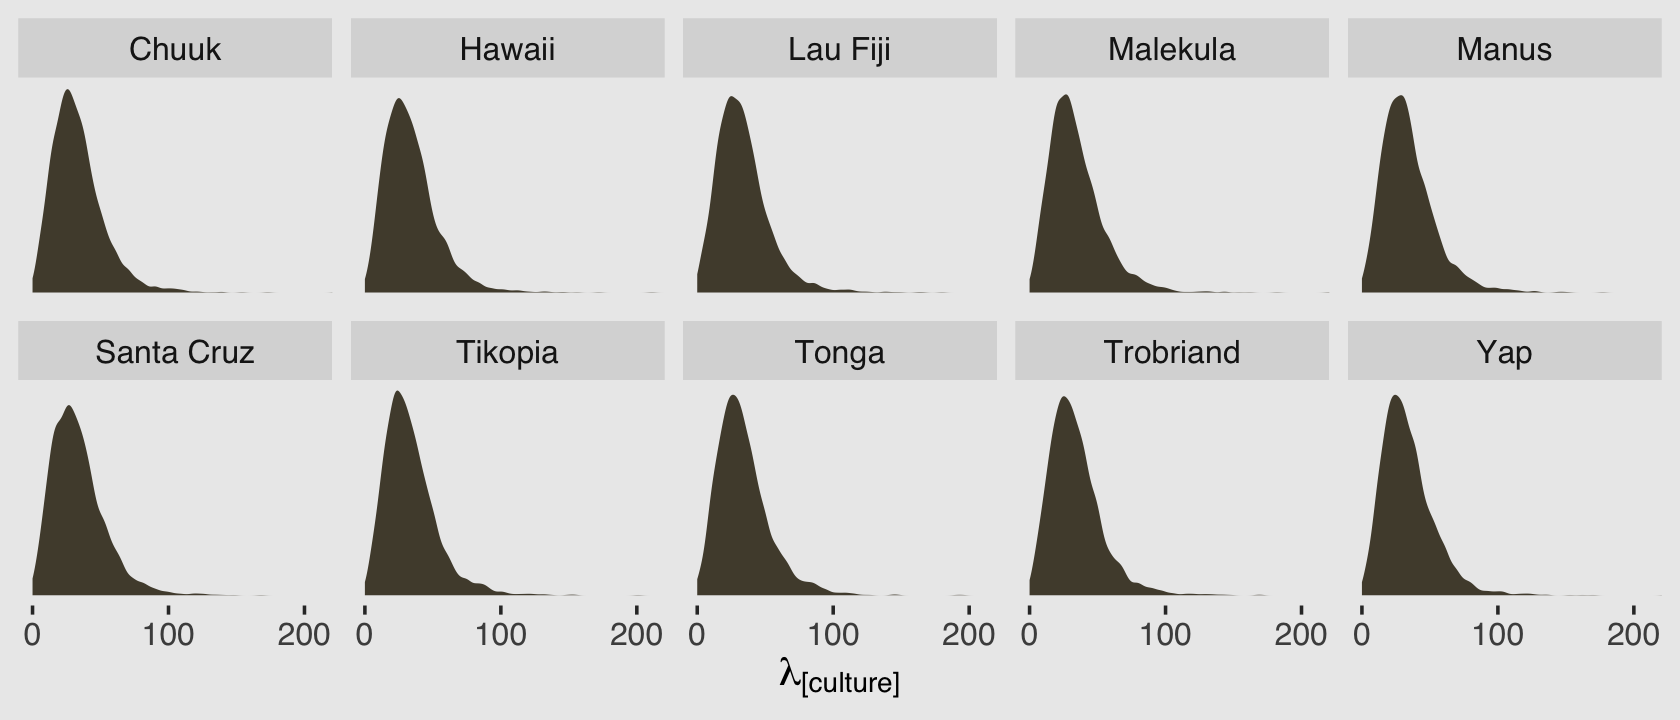 Chuuk Hawaii Lau Fiji Malekula Manus
Santa Cruz Tikopia Tonga Trobriand Yap
0 100 200 0 100 200 0 100 200 0 100 200 0 100 200
λ[culture]